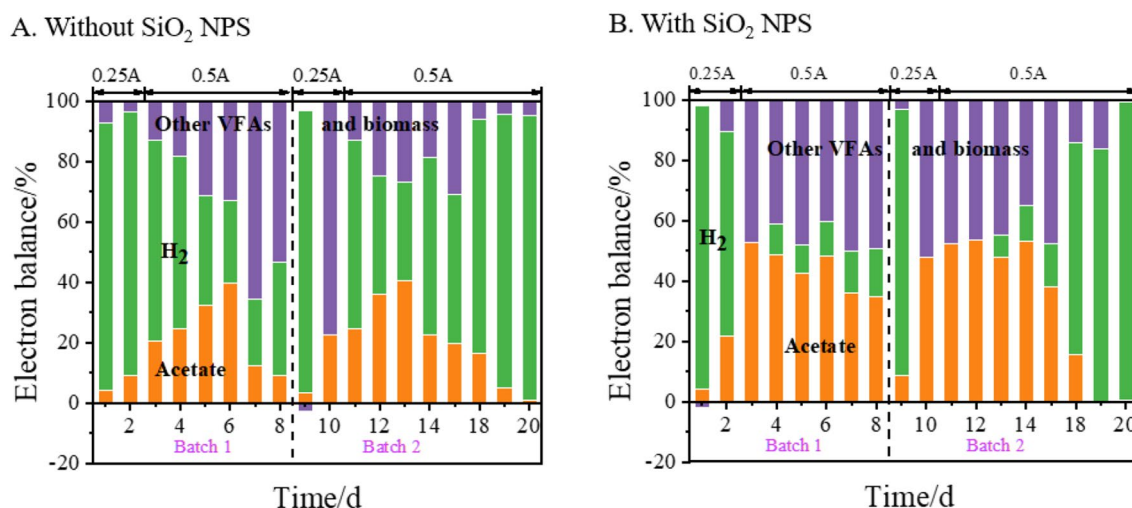 A. Without SiO₂ NPS
0.25A 0.5A 0.25A 0.5A
100
80
60
40
20
0
-20
Electron balance/%
Other VFAs and biomass
H₂
Acetate
2 4 6 8 10 12 14 18 20
Batch 1 Batch 2
Time/d
B. With SiO₂ NPS
0.25A 0.5A 0.25A 0.5A
100
80
60
40
20
0
-20
Electron balance/%
Other VFAs and biomass
H₂
Acetate
2 4 6 8 10 12 14 18 20
Batch 1 Batch 2
Time/d